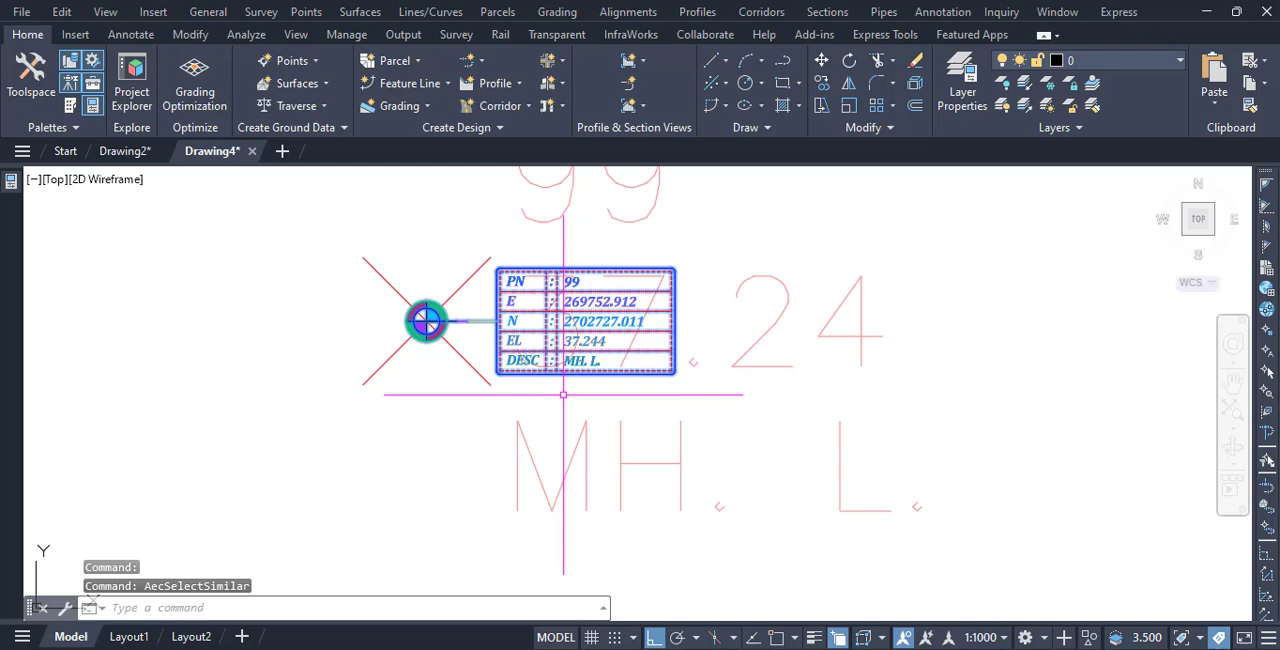 File Edit View Insert General Survey Points Surfaces Lines/Curves Parcels Grading Alignments Profiles Corridors Sections Pipes Annotation Inquiry Window Express
Home Insert Annotate Modify Analyze View Manage Output Survey Rail Transparent InfraWorks Collaborate Help Add-ins Express Tools Featured Apps
Toolspace
Palettes
Project Explorer
Explore
Grading Optimization
Optimize
Points
Surfaces
Traverse
Create Ground Data
Parcel
Feature Line
Grading
Profile
Corridor
Create Design
Profile & Section Views
Draw
Modify
Layer Properties
0
Layers
Paste
Clipboard
Start Drawing2* Drawing4*
[−][Top][2D Wireframe]
N
W TOP E
S
WCS
99
PN : 99
E : 269752.912
N : 2702727.011
EL : 37.244
DESC : MH. L.
37.24
MH. L.
Y
Command:
Command: AecSelectSimilar
Type a command
Model Layout1 Layout2
MODEL 1:1000 3.500